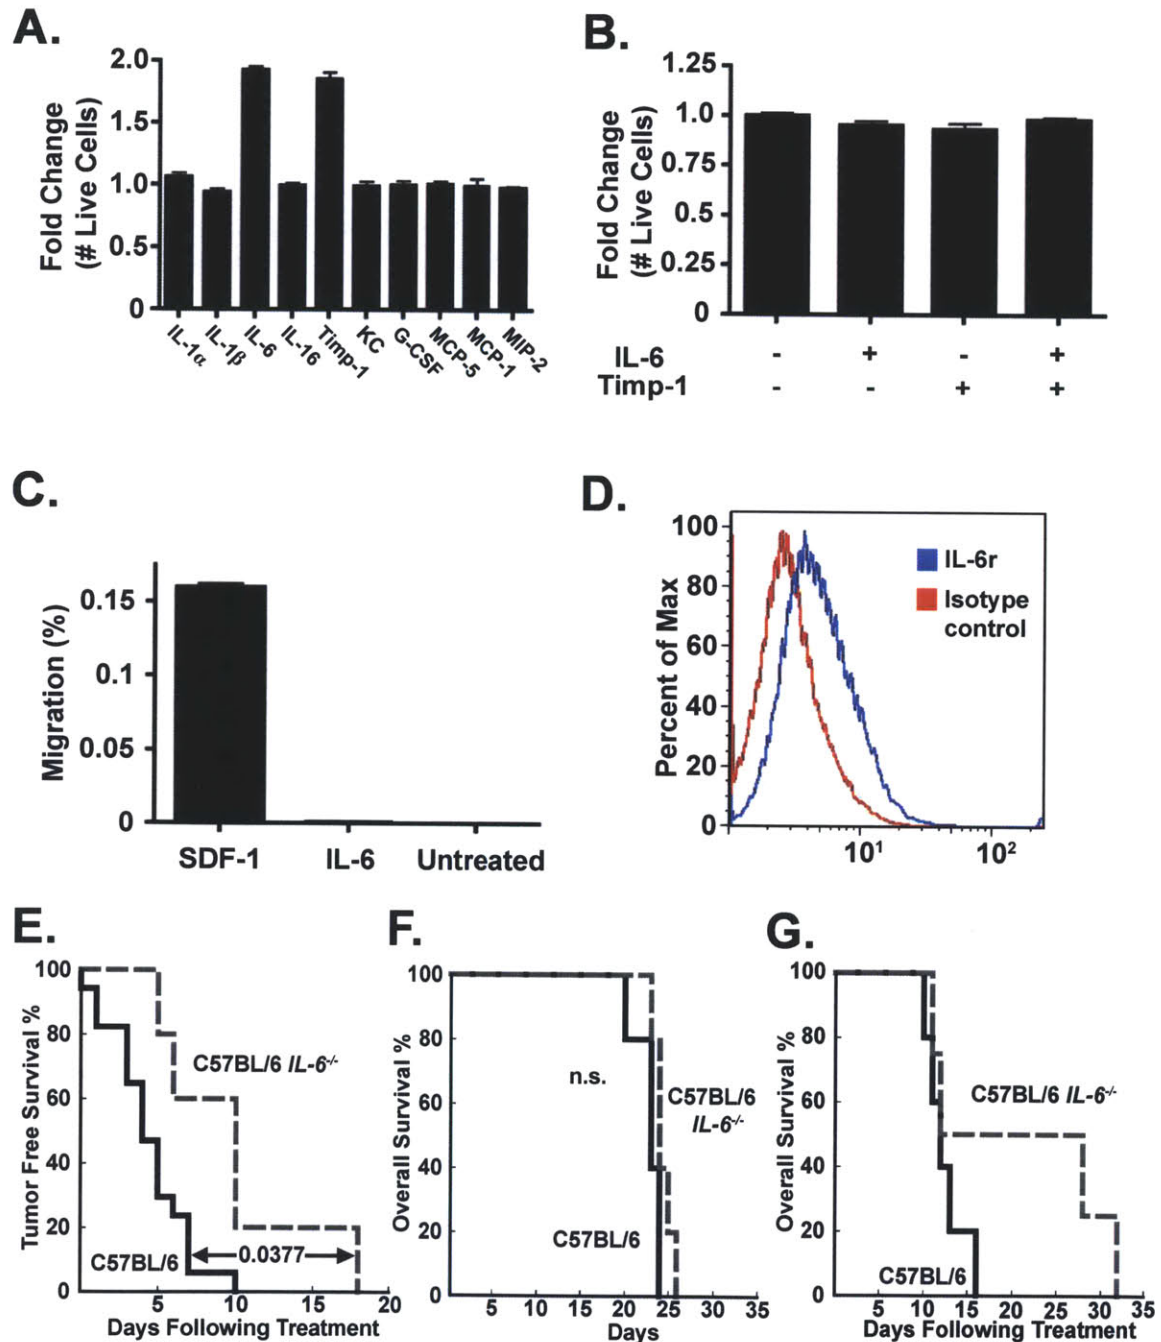 A.
Fold Change
(# Live Cells)
2.0
1.5
1.0
0.5
0
IL-1α
IL-1β
IL-6
IL-16
Timp-1
KC
G-CSF
MCP-5
MCP-1
MIP-2
B.
Fold Change
(# Live Cells)
1.25
1.0
0.75
0.5
0.25
0
IL-6 - + - +
Timp-1 - - + +
C.
Migration (%)
0.15
0.1
0.05
0
SDF-1 IL-6 Untreated
D.
Percent of Max
100
80
60
40
20
0
10¹ 10²
IL-6r
Isotype
control
E.
Tumor Free Survival %
100
80
60
40
20
0
5 10 15 20
C57BL/6 IL-6-/-
C57BL/6
0.0377
Days Following Treatment
F.
Overall Survival %
100
80
60
40
20
0
5 10 15 20 25 30 35
n.s.
C57BL/6
IL-6-/-
C57BL/6
Days
G.
Overall Survival %
100
80
60
40
20
0
5 10 15 20 25 30 35
C57BL/6 IL-6-/-
C57BL/6
Days Following Treatment